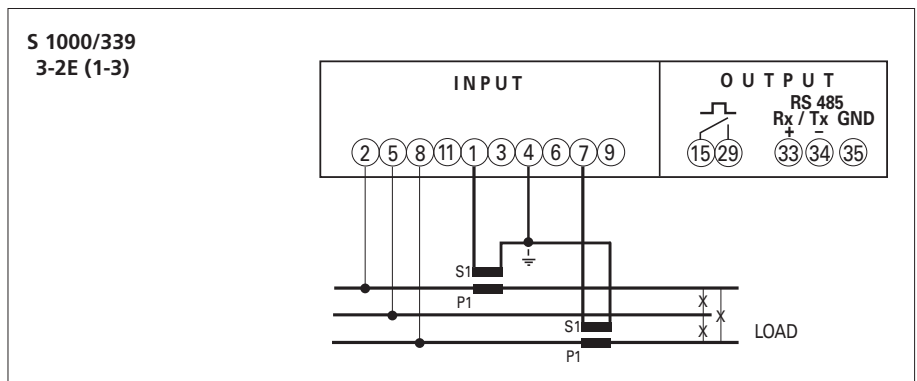 S 1000/339
3-2E (1-3)
INPUT
OUTPUT
RS 485
Rx / Tx GND
+ –
2 5 8 11 1 3 4 6 7 9
15 29 33 34 35
S1
P1
S1
P1
X
X
X
LOAD